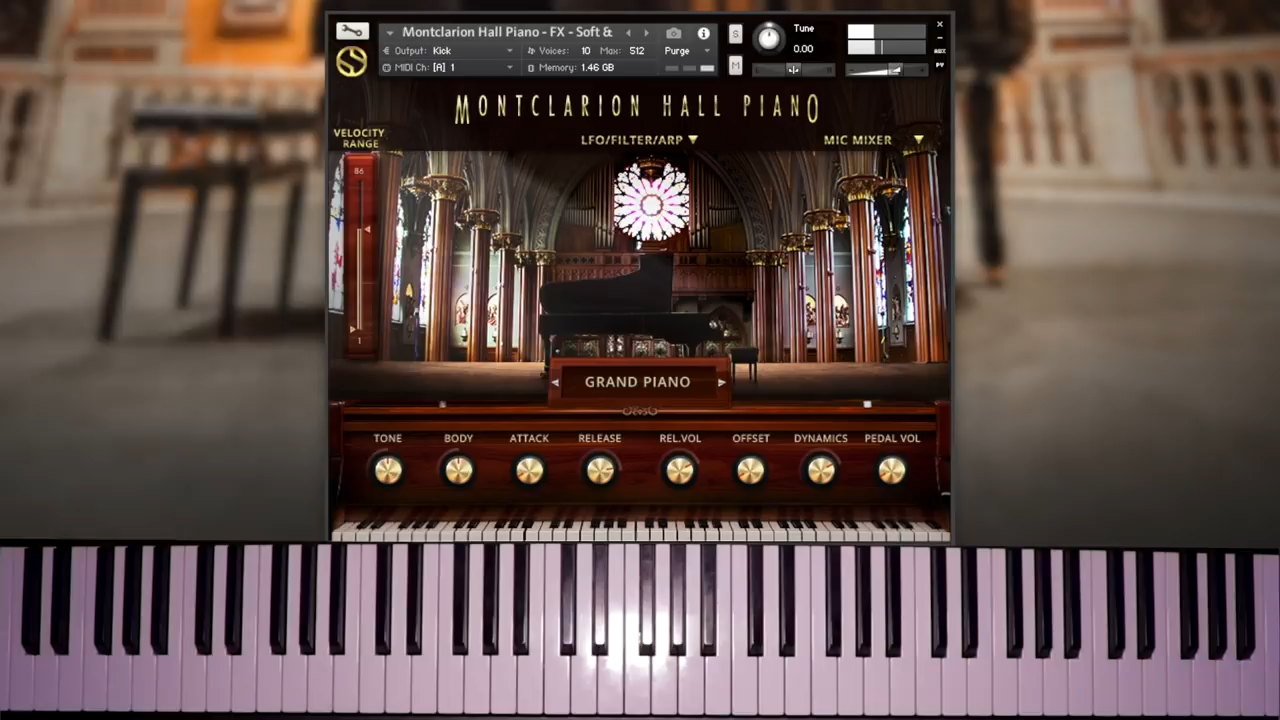 Montclarion Hall Piano - FX - Soft &
Output: Kick
Voices: 10 Max: 512
Purge
MIDI Ch: [A] 1
Memory: 1.46 GB
S
M
Tune
0.00
AUX
PV
MONTCLARION HALL PIANO
VELOCITY
RANGE
LFO/FILTER/ARP
MIC MIXER
86
1
GRAND PIANO
TONE BODY ATTACK RELEASE REL.VOL OFFSET DYNAMICS PEDAL VOL